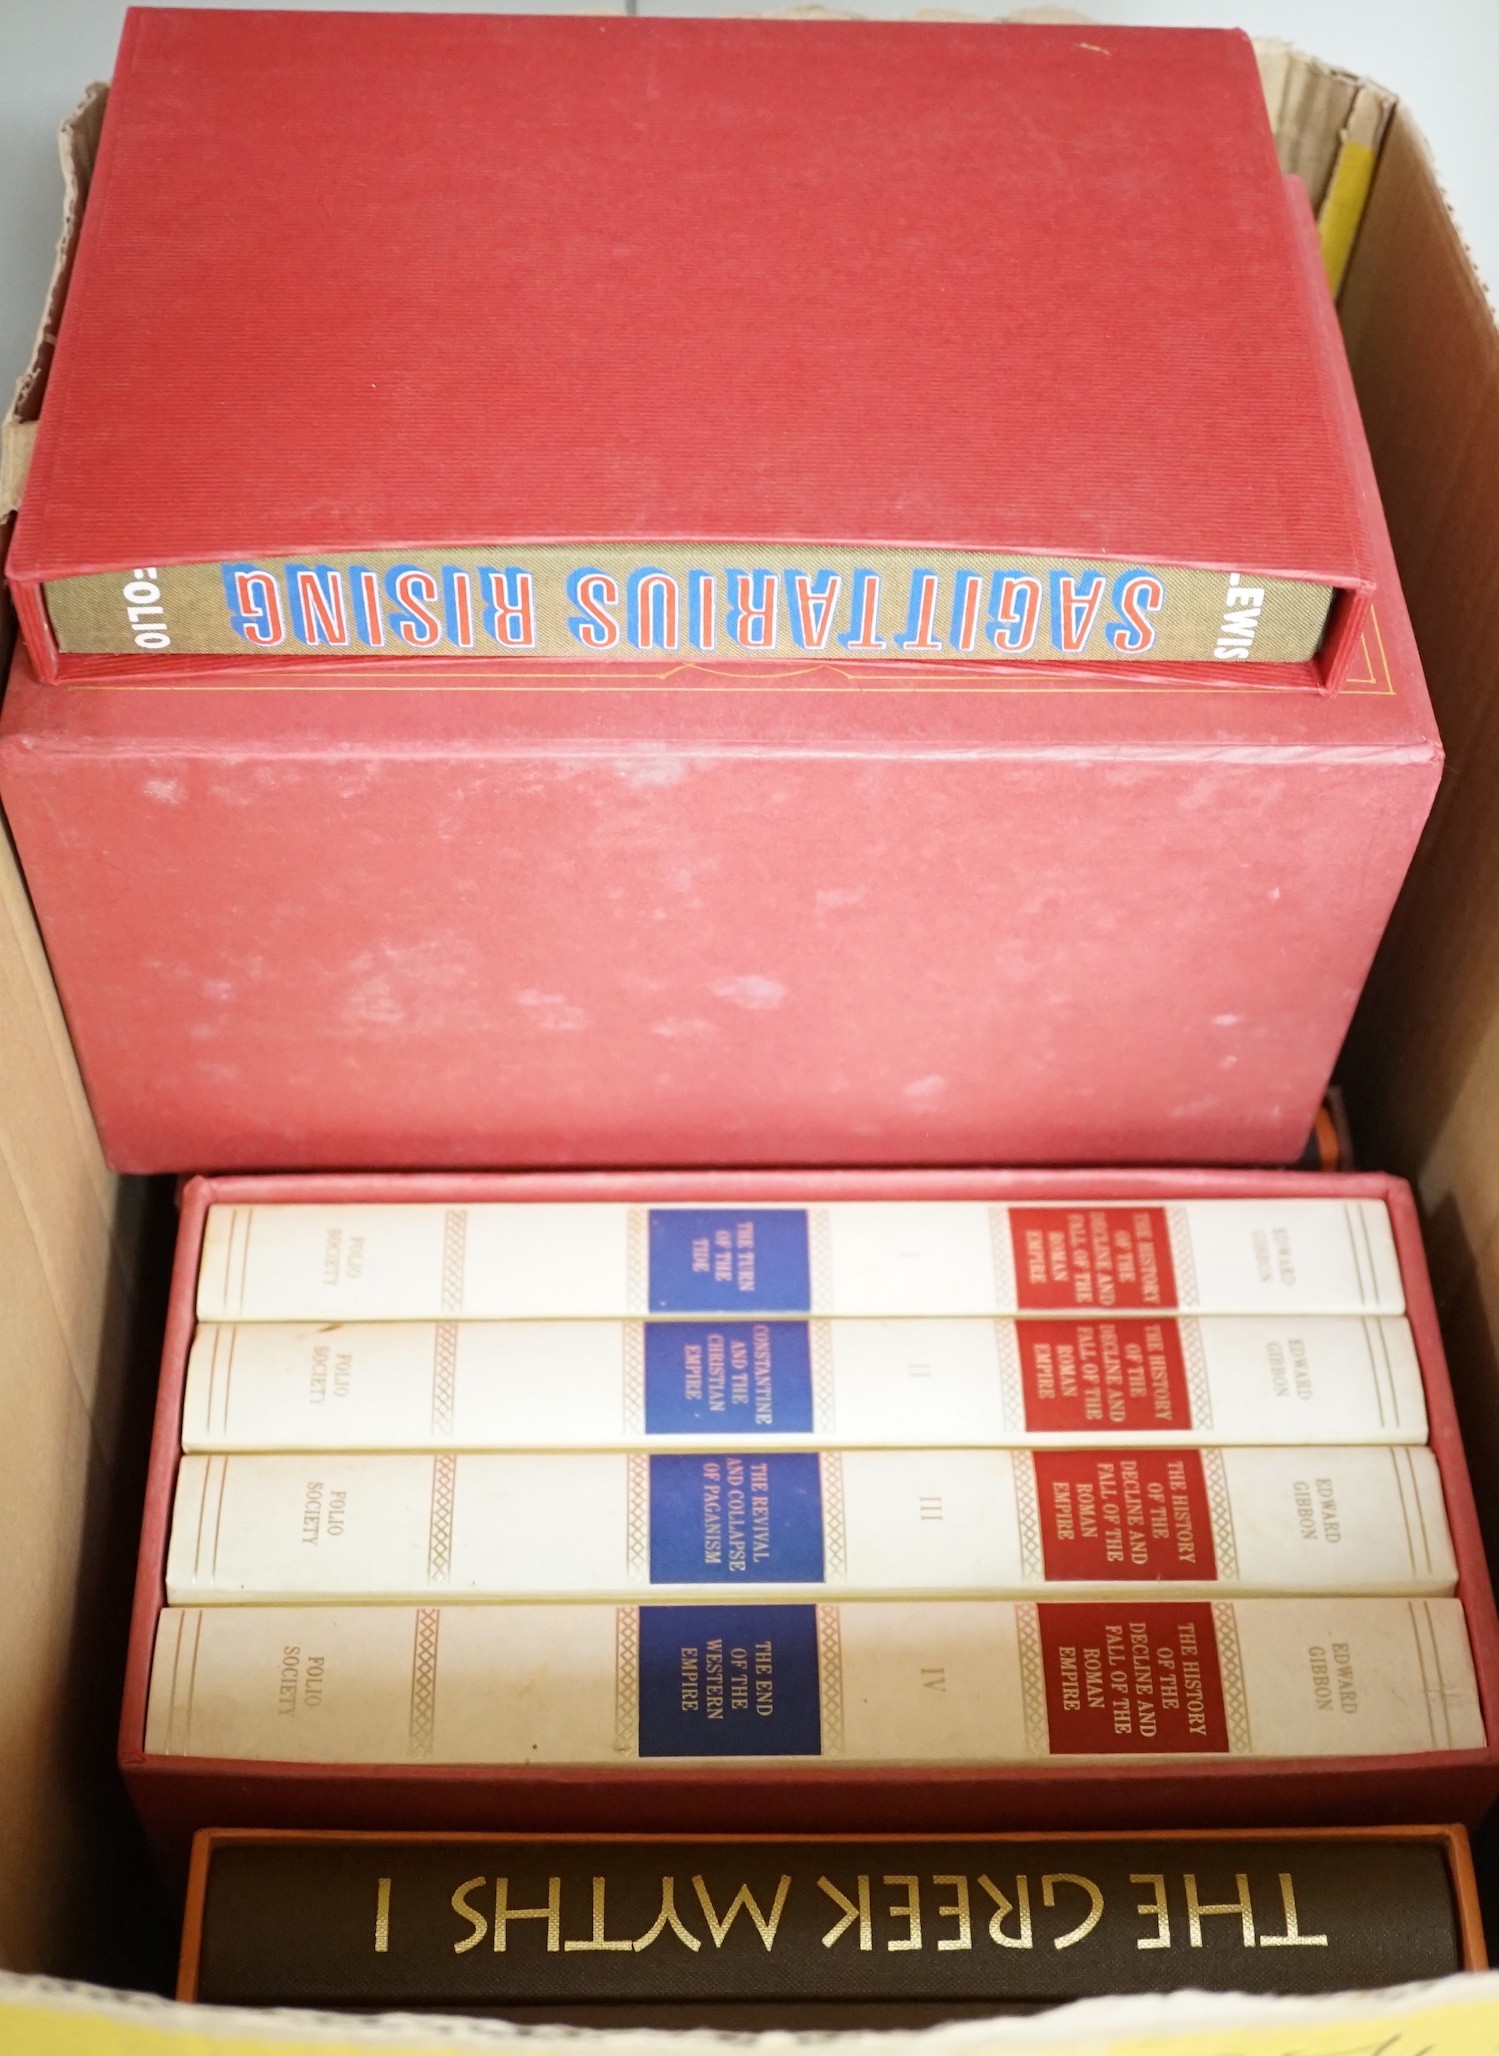 LEWIS
SAGITTARIUS RISING
FOLIO
EDWARD
GIBBON
THE HISTORY
OF THE
DECLINE AND
FALL OF THE
ROMAN
EMPIRE
I
THE TURN
OF THE
TIDE
FOLIO
SOCIETY
EDWARD
GIBBON
THE HISTORY
OF THE
DECLINE AND
FALL OF THE
ROMAN
EMPIRE
II
CONSTANTINE
AND THE
CHRISTIAN
EMPIRE
FOLIO
SOCIETY
EDWARD
GIBBON
THE HISTORY
OF THE
DECLINE AND
FALL OF THE
ROMAN
EMPIRE
III
THE REVIVAL
AND COLLAPSE
OF PAGANISM
FOLIO
SOCIETY
EDWARD
GIBBON
THE HISTORY
OF THE
DECLINE AND
FALL OF THE
ROMAN
EMPIRE
IV
THE END
OF THE
WESTERN
EMPIRE
FOLIO
SOCIETY
THE GREEK MYTHS I